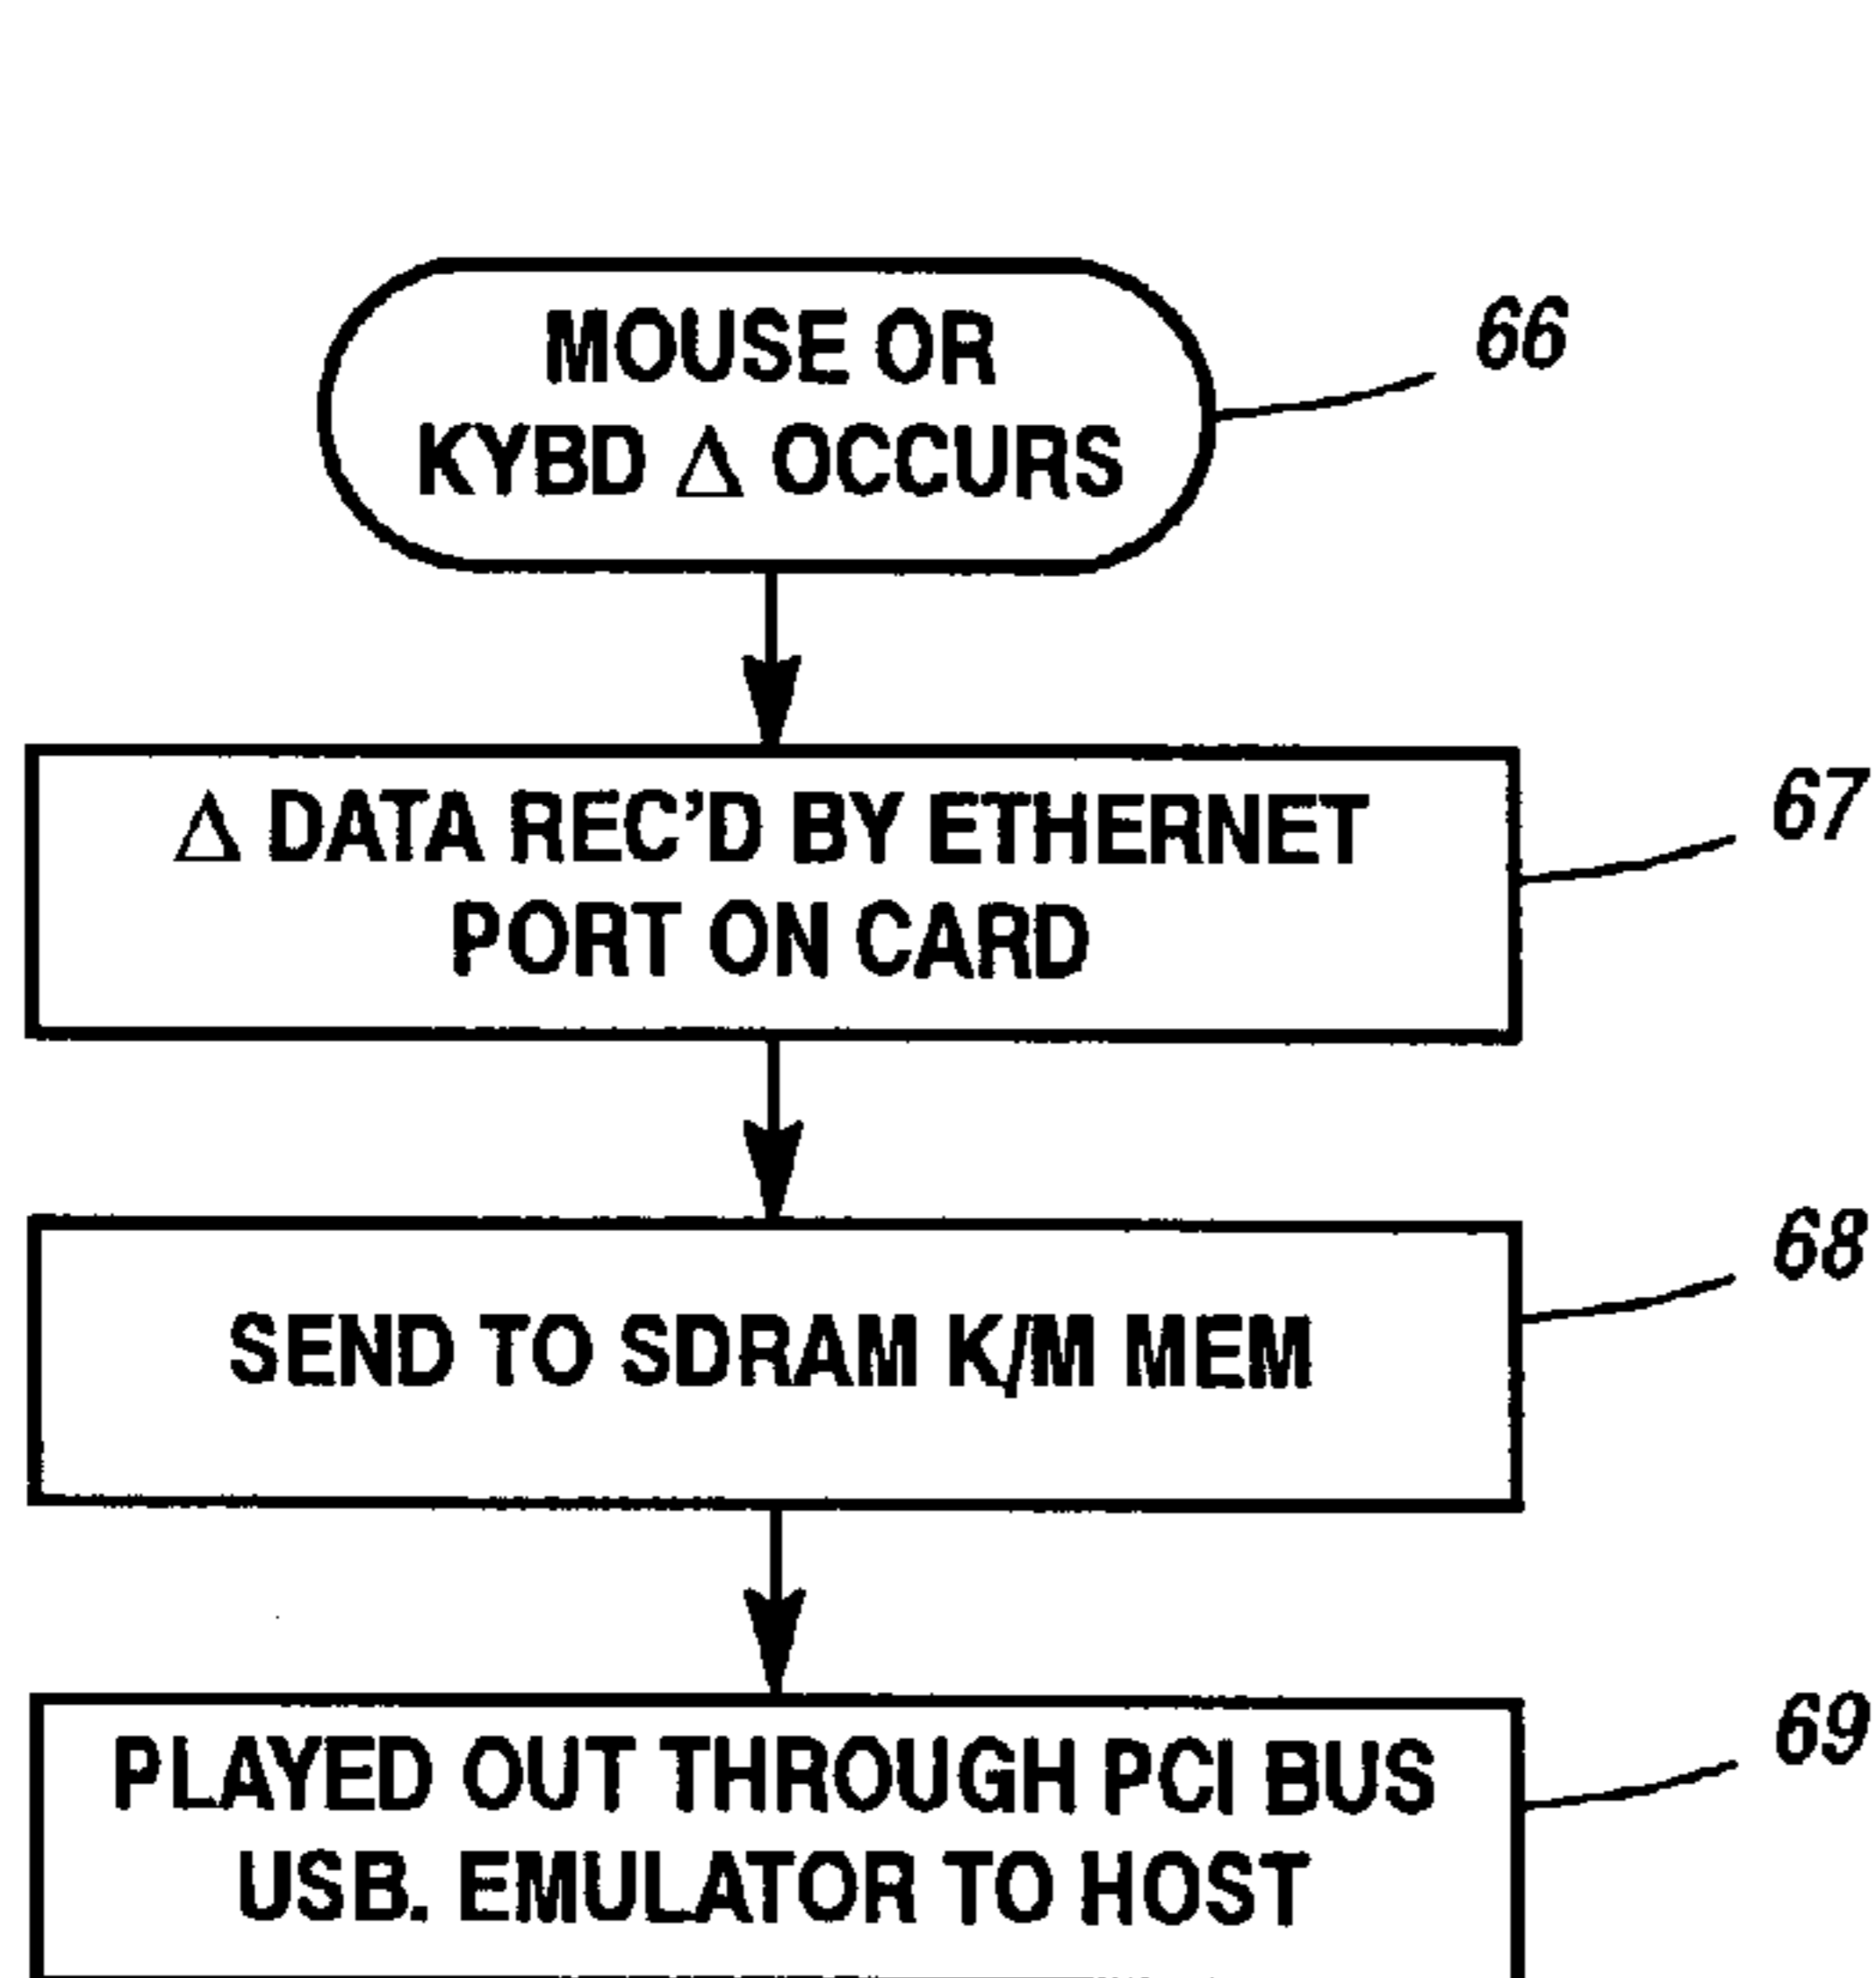 MOUSE OR
KYBD Δ OCCURS
66
Δ DATA REC'D BY ETHERNET
PORT ON CARD
67
SEND TO SDRAM K/M MEM
68
PLAYED OUT THROUGH PCI BUS
USB. EMULATOR TO HOST
69